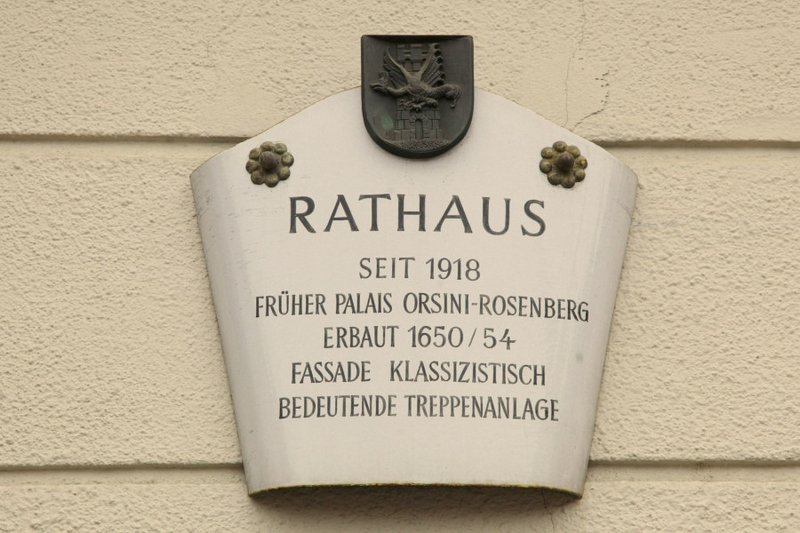 RATHAUS
SEIT 1918
FRÜHER PALAIS ORSINI-ROSENBERG
ERBAUT 1650/54
FASSADE KLASSIZISTISCH
BEDEUTENDE TREPPENANLAGE